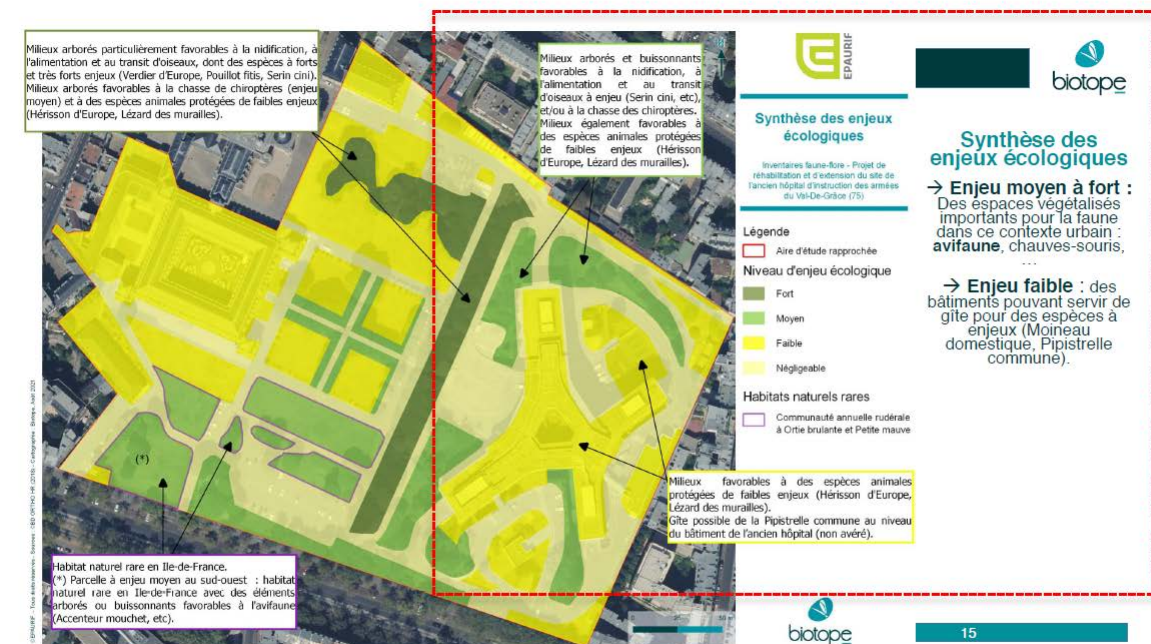 Milieux arborés particulièrement favorables à la nidification, à
l'alimentation et au transit d'oiseaux, dont des espèces à forts
et très forts enjeux (Verdier d'Europe, Pouillot fitis, Serin cini).
Milieux arborés favorables à la chasse de chiroptères (enjeu
moyen) et à des espèces animales protégées de faibles enjeux
(Hérisson d'Europe, Lézard des murailles).
Milieux arborés et buissonnants
favorables à la nidification, à
l'alimentation et au transit
d'oiseaux à enjeu (Serin cini, etc),
et/ou à la chasse des chiroptères.
Milieux également favorables à
des espèces animales protégées
de faibles enjeux (Hérisson
d'Europe, Lézard des murailles).
EPAURIF
Synthèse des enjeux
écologiques
Inventaires faune-flore - Projet de
réhabilitation et d'extension du site de
l'ancien hôpital d'instruction des armées
du Val-De-Grâce (75)
Légende
Aire d'étude rapprochée
Niveau d'enjeu écologique
Fort
Moyen
Faible
Négligeable
Habitats naturels rares
Communauté annuelle rudérale
à Ortie brulante et Petite mauve
biotope
Synthèse des
enjeux écologiques
→ Enjeu moyen à fort :
Des espaces végétalisés
importants pour la faune
dans ce contexte urbain :
avifaune, chauves-souris,
...
→ Enjeu faible : des
bâtiments pouvant servir de
gîte pour des espèces à
enjeux (Moineau
domestique, Pipistrelle
commune).
(*)
Milieux favorables à des espèces animales
protégées de faibles enjeux (Hérisson d'Europe,
Lézard des murailles).
Gîte possible de la Pipistrelle commune au niveau
du bâtiment de l'ancien hôpital (non avéré).
Habitat naturel rare en Ile-de-France.
(*) Parcelle à enjeu moyen au sud-ouest : habitat
naturel rare en Ile-de-France avec des éléments
arborés ou buissonnants favorables à l'avifaune
(Accenteur mouchet, etc).
biotope
15